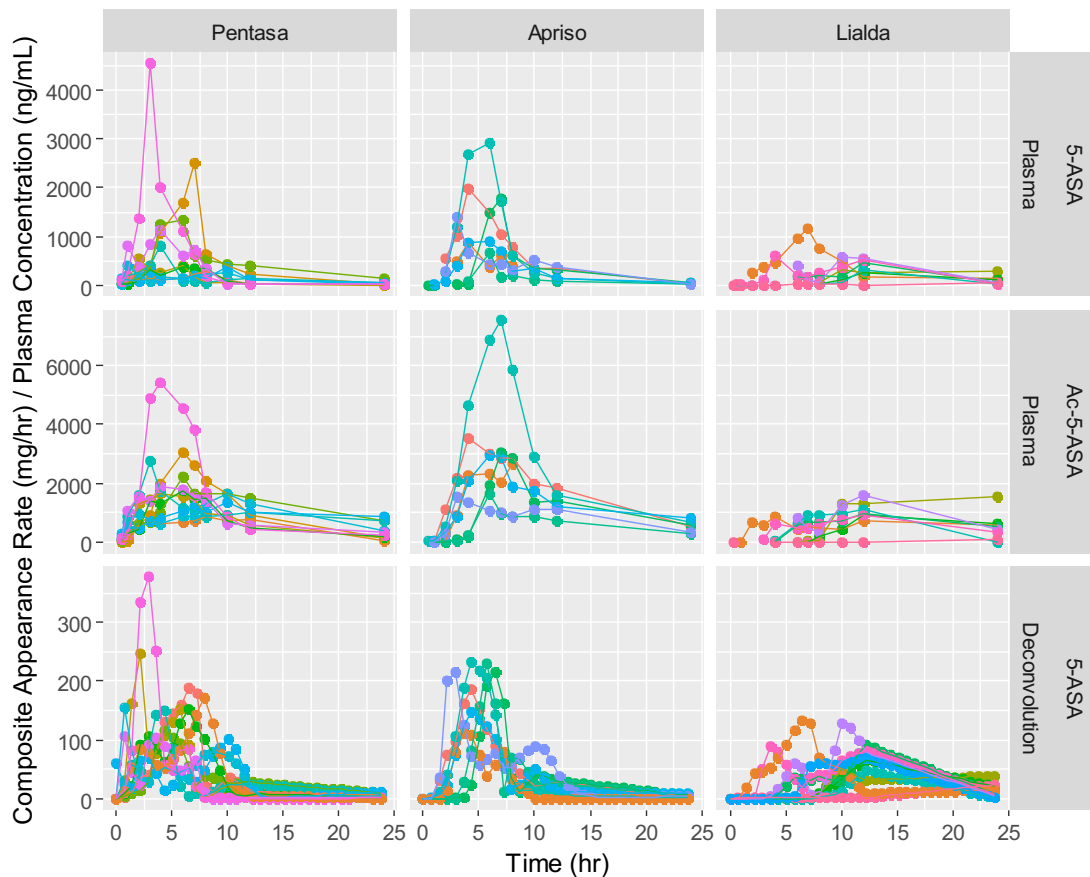 Pentasa
Apriso
Lialda
Composite Appearance Rate (mg/hr) / Plasma Concentration (ng/mL)
4000
3000
2000
1000
0
5-ASA
Plasma
6000
4000
2000
0
Ac-5-ASA
Plasma
300
200
100
0
5-ASA
Deconvolution
0 5 10 15 20 25
0 5 10 15 20 25
0 5 10 15 20 25
Time (hr)